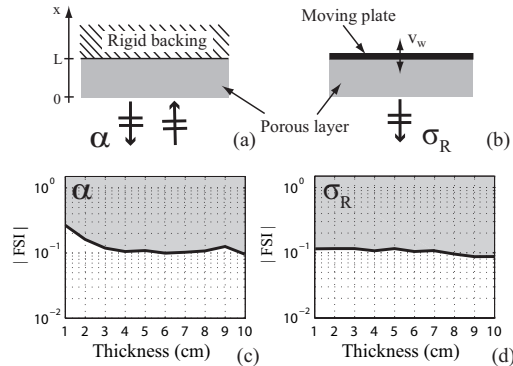 x
Rigid backing
L
0
α
Porous layer
(a)
Moving plate
v_w
σ_R
(b)
α
| FSI |
10^0
10^-1
10^-2
1 2 3 4 5 6 7 8 9 10
Thickness (cm)
(c)
σ_R
| FSI |
10^0
10^-1
10^-2
1 2 3 4 5 6 7 8 9 10
Thickness (cm)
(d)